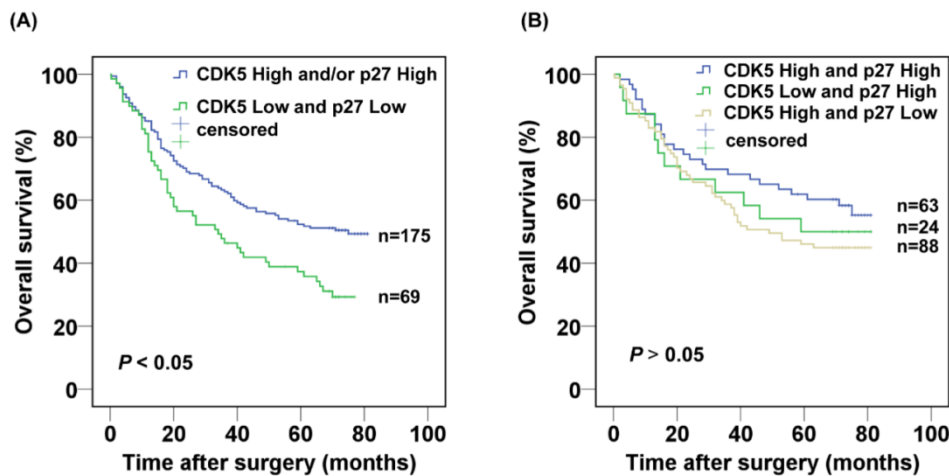 (A)
Overall survival (%)
100
80
60
40
20
0
CDK5 High and/or p27 High
CDK5 Low and p27 Low
censored
n=175
n=69
P < 0.05
0 20 40 60 80 100
Time after surgery (months)
(B)
Overall survival (%)
100
80
60
40
20
0
CDK5 High and p27 High
CDK5 Low and p27 High
CDK5 High and p27 Low
censored
n=63
n=24
n=88
P > 0.05
0 20 40 60 80 100
Time after surgery (months)